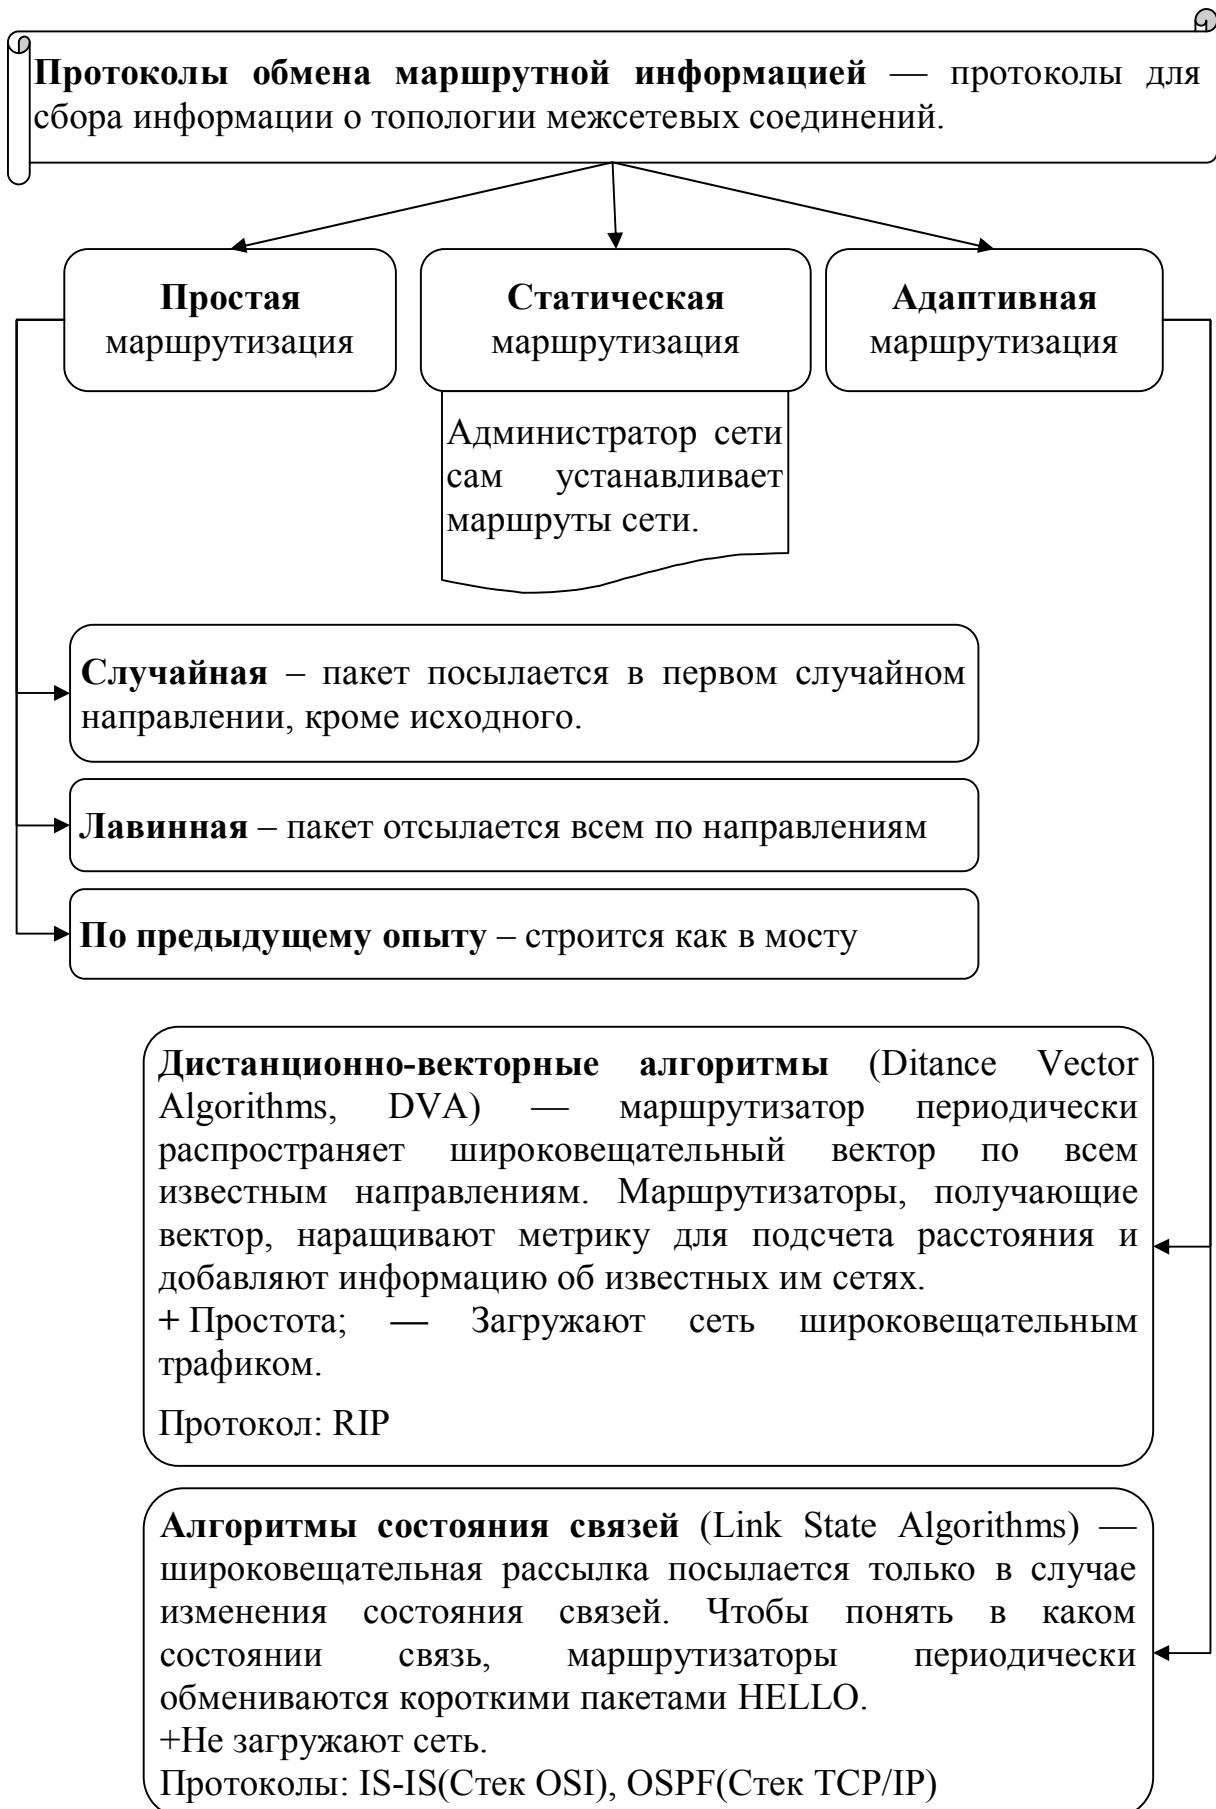 Протоколы обмена маршрутной информацией — протоколы для
сбора информации о топологии межсетевых соединений.
Простая
маршрутизация
Статическая
маршрутизация
Адаптивная
маршрутизация
Администратор сети
сам устанавливает
маршруты сети.
Случайная – пакет посылается в первом случайном
направлении, кроме исходного.
Лавинная – пакет отсылается всем по направлениям
По предыдущему опыту – строится как в мосту
Дистанционно-векторные алгоритмы (Ditance Vector
Algorithms, DVA) — маршрутизатор периодически
распространяет широковещательный вектор по всем
известным направлениям. Маршрутизаторы, получающие
вектор, наращивают метрику для подсчета расстояния и
добавляют информацию об известных им сетях.
+ Простота; — Загружают сеть широковещательным
трафиком.
Протокол: RIP
Алгоритмы состояния связей (Link State Algorithms) —
широковещательная рассылка посылается только в случае
изменения состояния связей. Чтобы понять в каком
состоянии связь, маршрутизаторы периодически
обмениваются короткими пакетами HELLO.
+Не загружают сеть.
Протоколы: IS-IS(Стек OSI), OSPF(Стек TCP/IP)